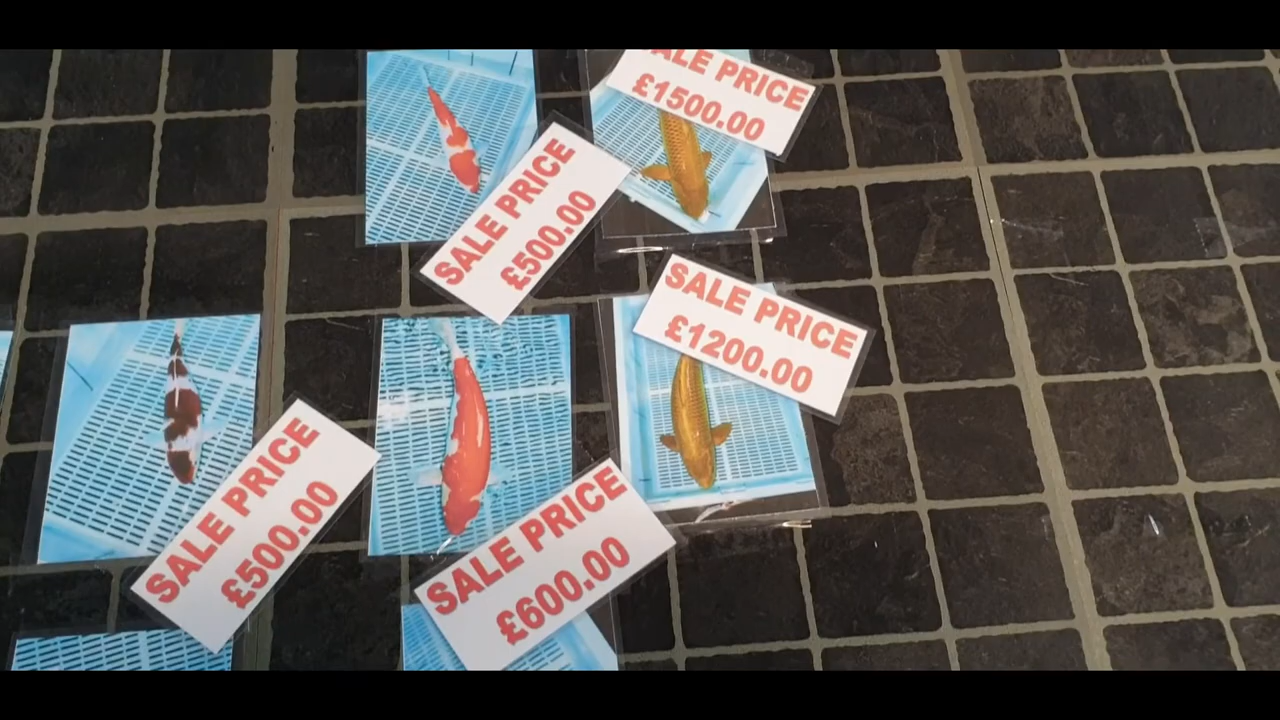 ALE PRICE
£1500.00
SALE PRICE
£500.00
SALE PRICE
£1200.00
SALE PRICE
£500.00
SALE PRICE
£600.00